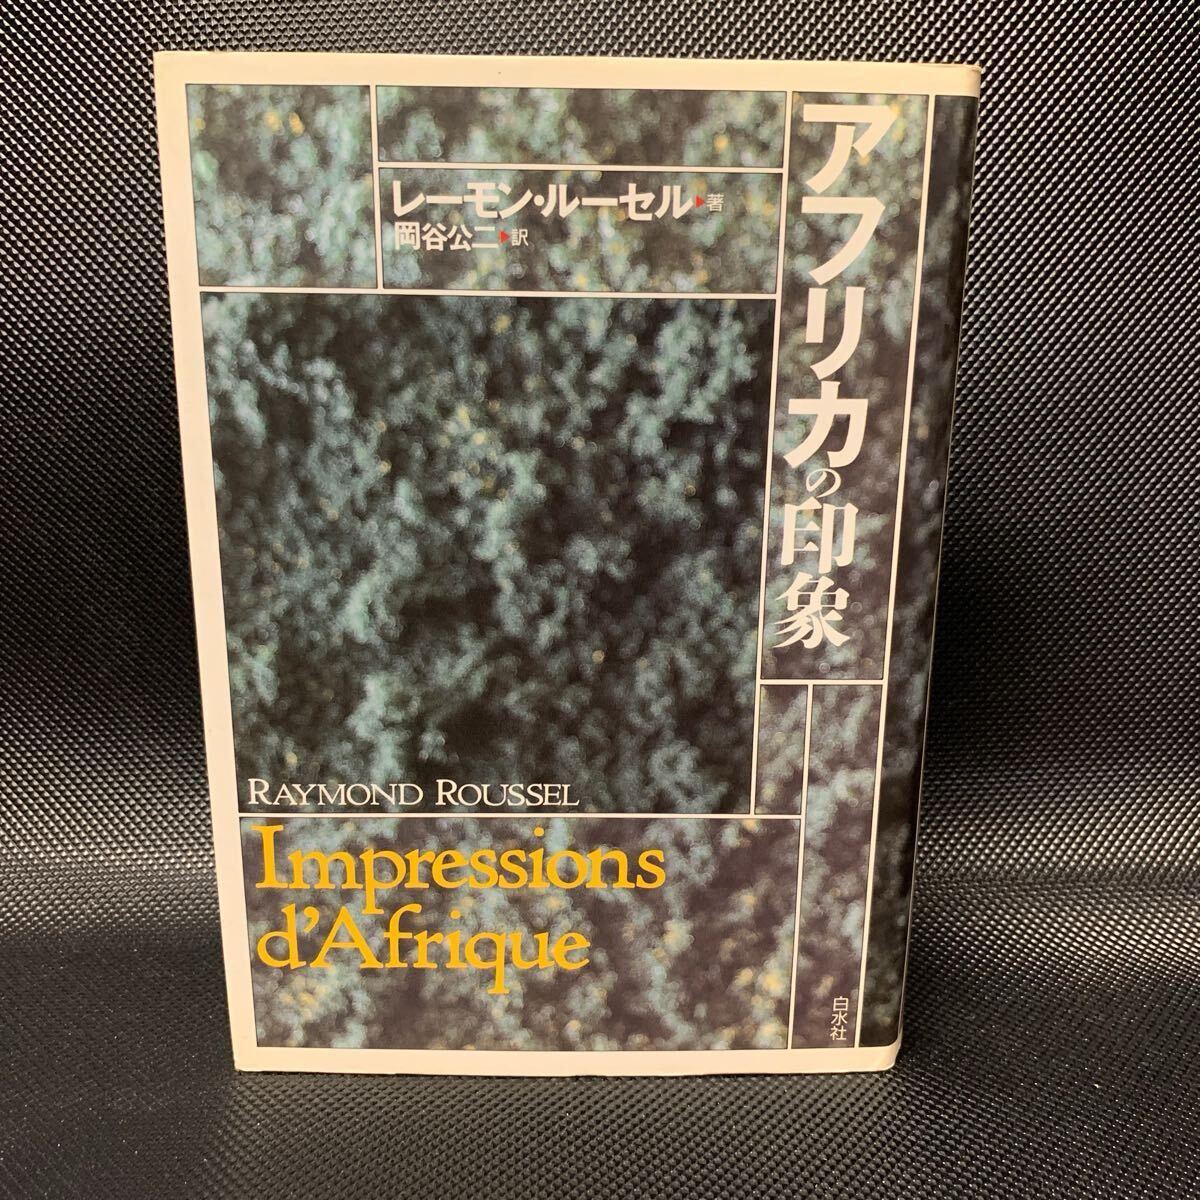 アフリカの印象
レーモン・ルーセル▶著
岡谷公二▶訳
RAYMOND ROUSSEL
Impressions
d'Afrique
白水社